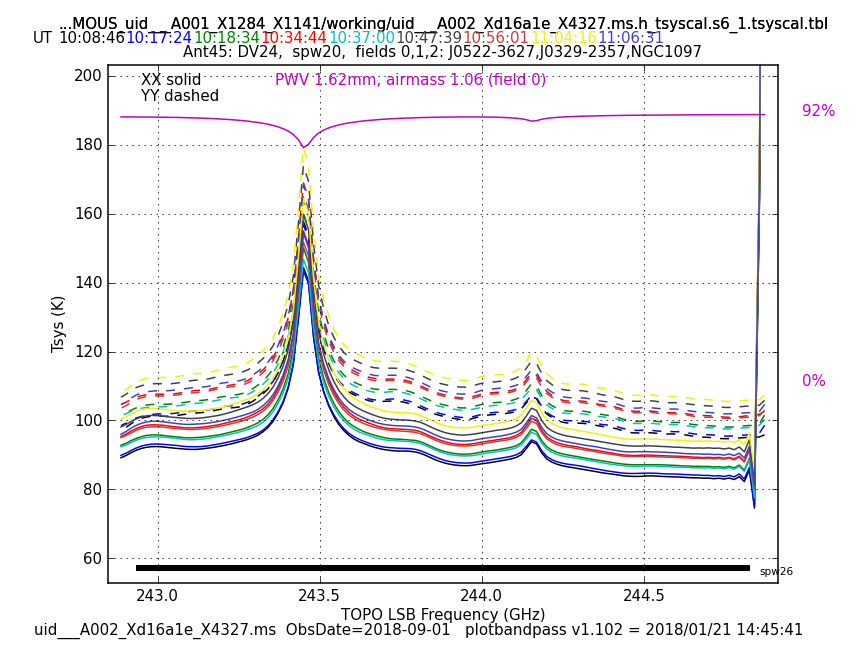 ...MOUS_uid___A001_X1284_X1141/working/uid___A002_Xd16a1e_X4327.ms.h_tsyscal.s6_1.tsyscal.tbl
UT 10:08:46 10:17:24 10:18:34 10:34:44 10:37:00 10:47:39 10:56:01 11:04:16 11:06:31
Ant45: DV24, spw20, fields 0,1,2: J0522-3627,J0329-2357,NGC1097
XX solid
PWV 1.62mm, airmass 1.06 (field 0)
YY dashed
92%
0%
200
180
160
140
120
100
80
60
Tsys (K)
spw26
243.0 243.5 244.0 244.5
TOPO LSB Frequency (GHz)
uid___A002_Xd16a1e_X4327.ms ObsDate=2018-09-01 plotbandpass v1.102 = 2018/01/21 14:45:41